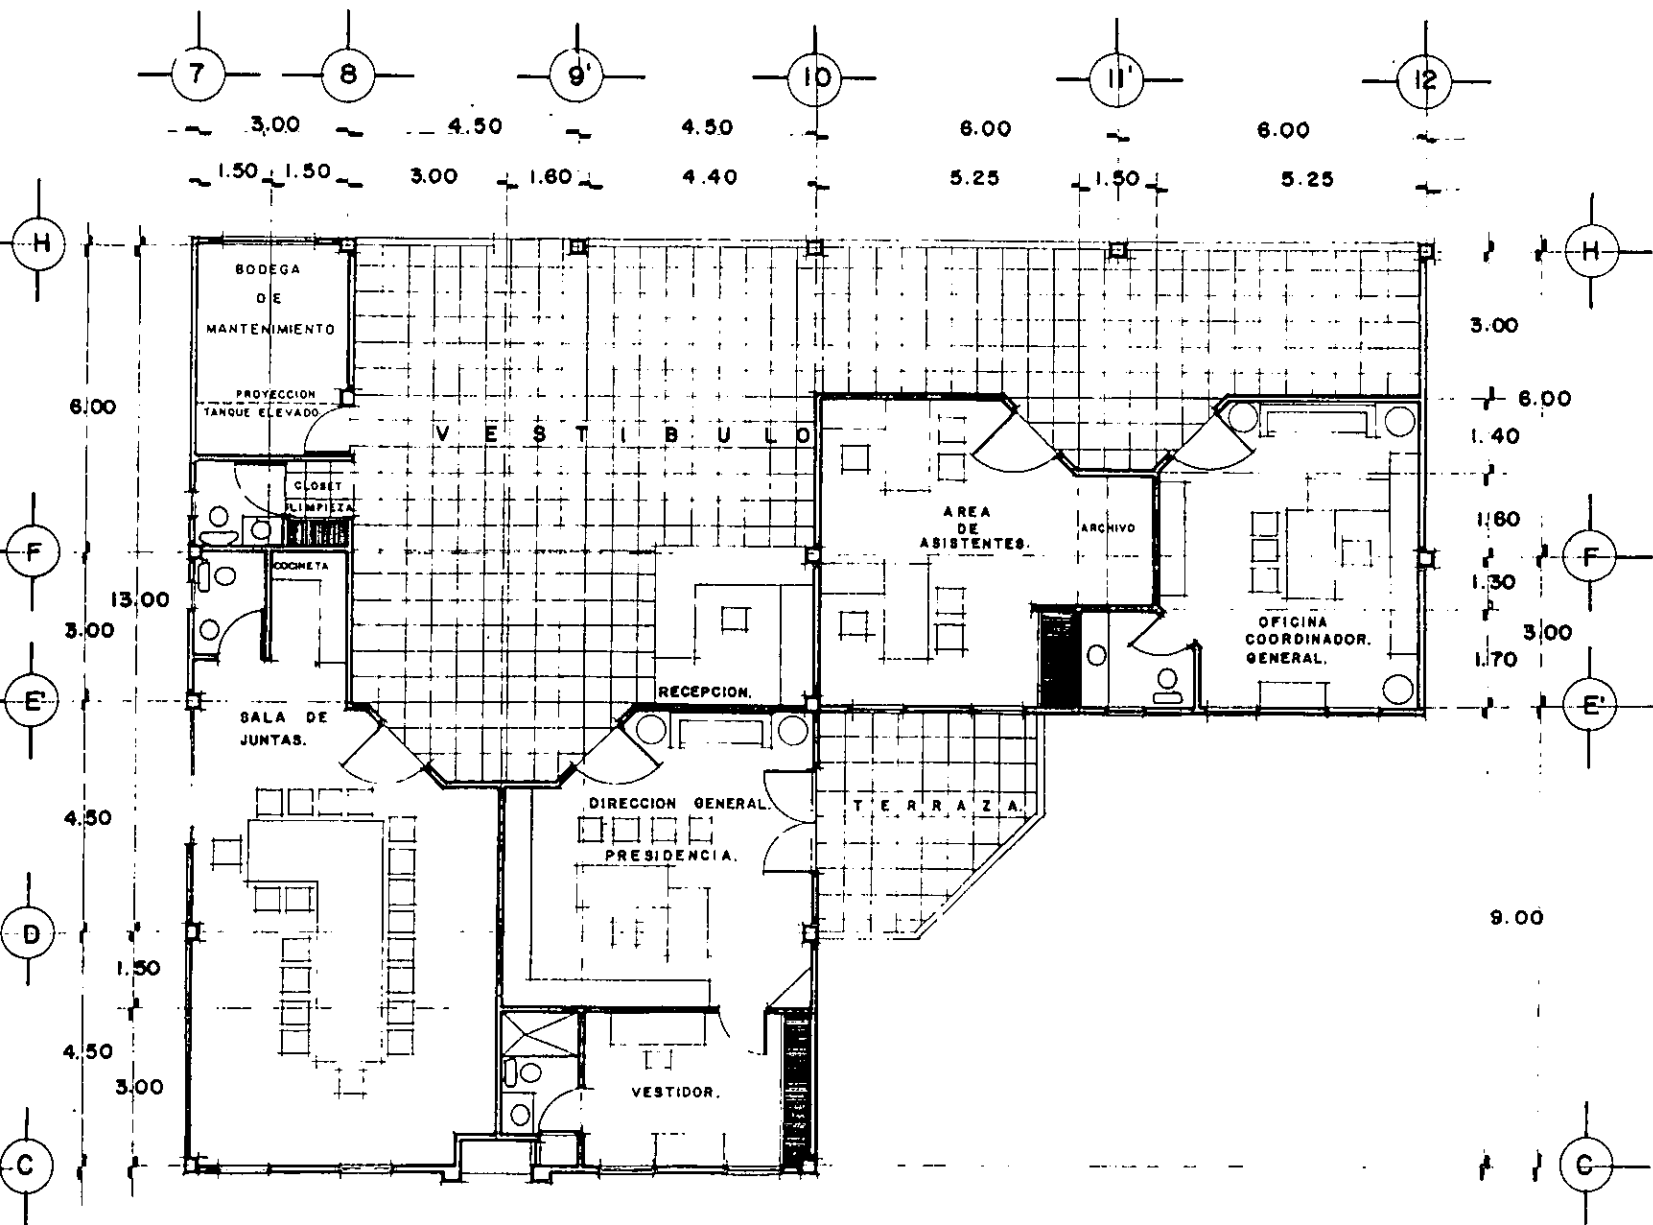 7 8 9' 10 11' 12
3.00 4.50 4.50 6.00 6.00
1.50 1.50 3.00 1.60 4.40 5.25 1.50 5.25
H H
BODEGA
DE
MANTENIMIENTO
3.00
PROYECCION
TANQUE ELEVADO
6.00 6.00
VESTIBULO
1.40
CLOSET
LIMPIEZA
AREA
DE
ASISTENTES.
ARCHIVO
1.60
F F
COCINETA
1.30
13.00
3.00
OFICINA
COORDINADOR.
GENERAL.
3.00
1.70
RECEPCION.
E' E'
SALA DE
JUNTAS.
4.50
DIRECCION GENERAL.
TERRAZA.
PRESIDENCIA.
D
9.00
1.50
4.50
3.00
VESTIDOR.
C C